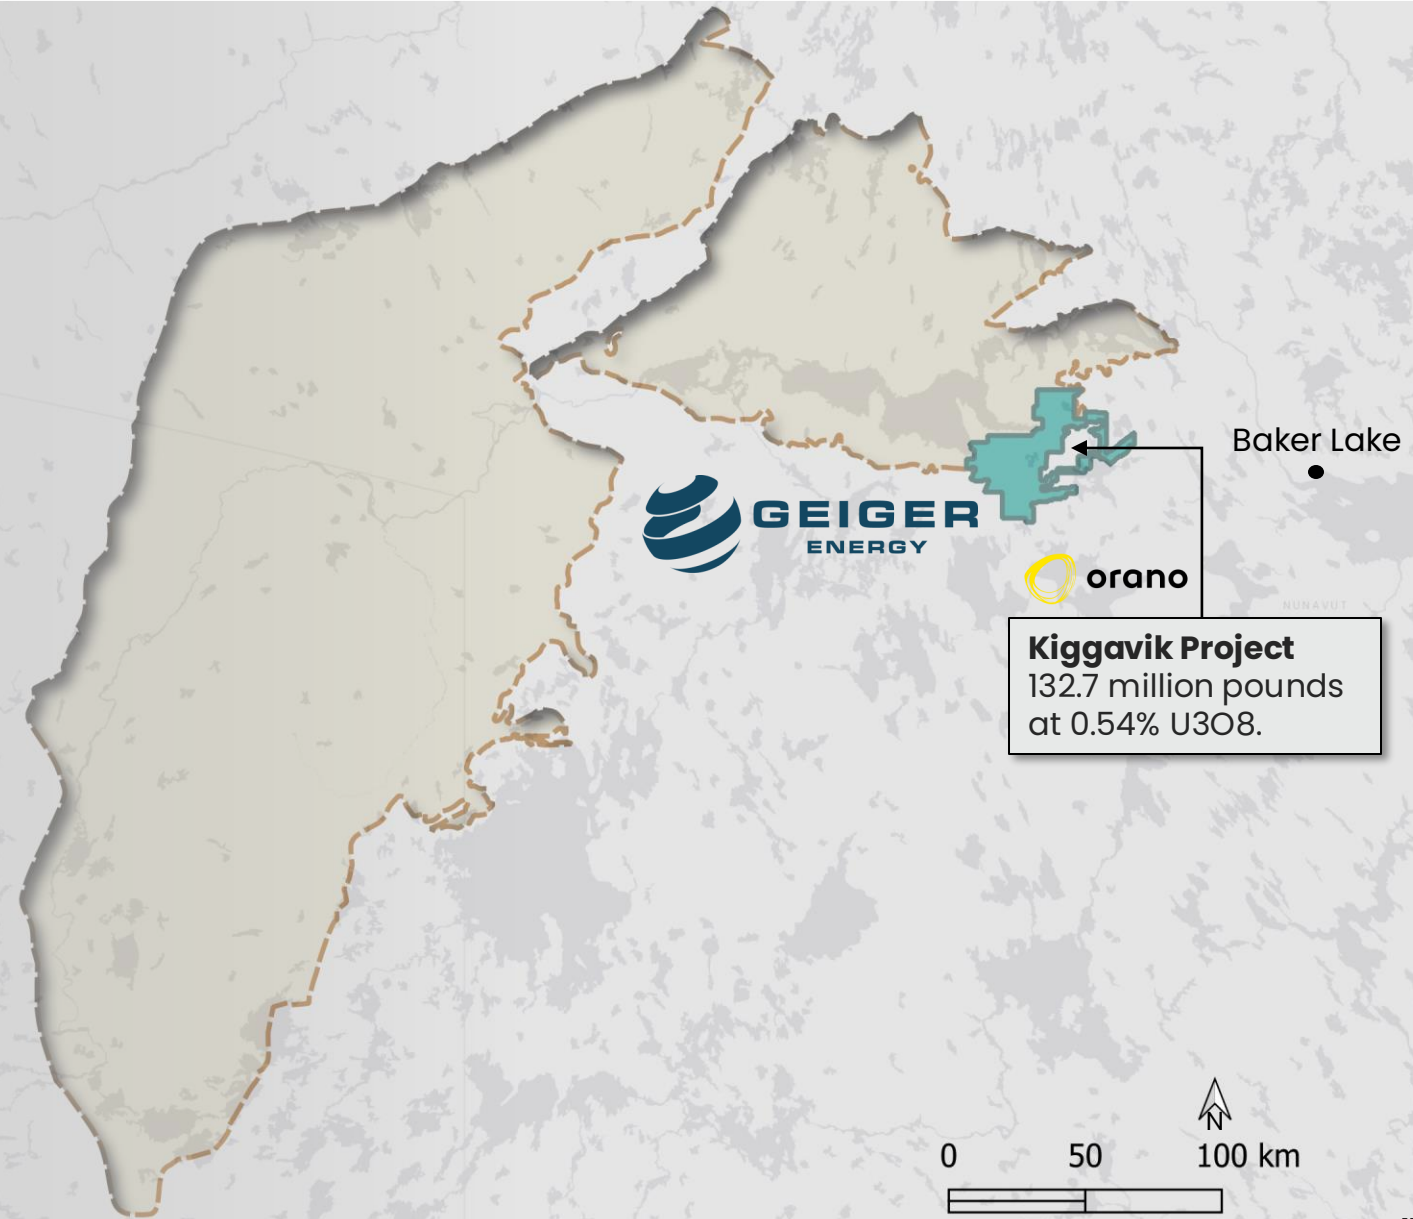 Baker Lake
GEIGER
ENERGY
orano
NUNAVUT
Kiggavik Project
132.7 million pounds
at 0.54% U3O8.
N
0 50 100 km